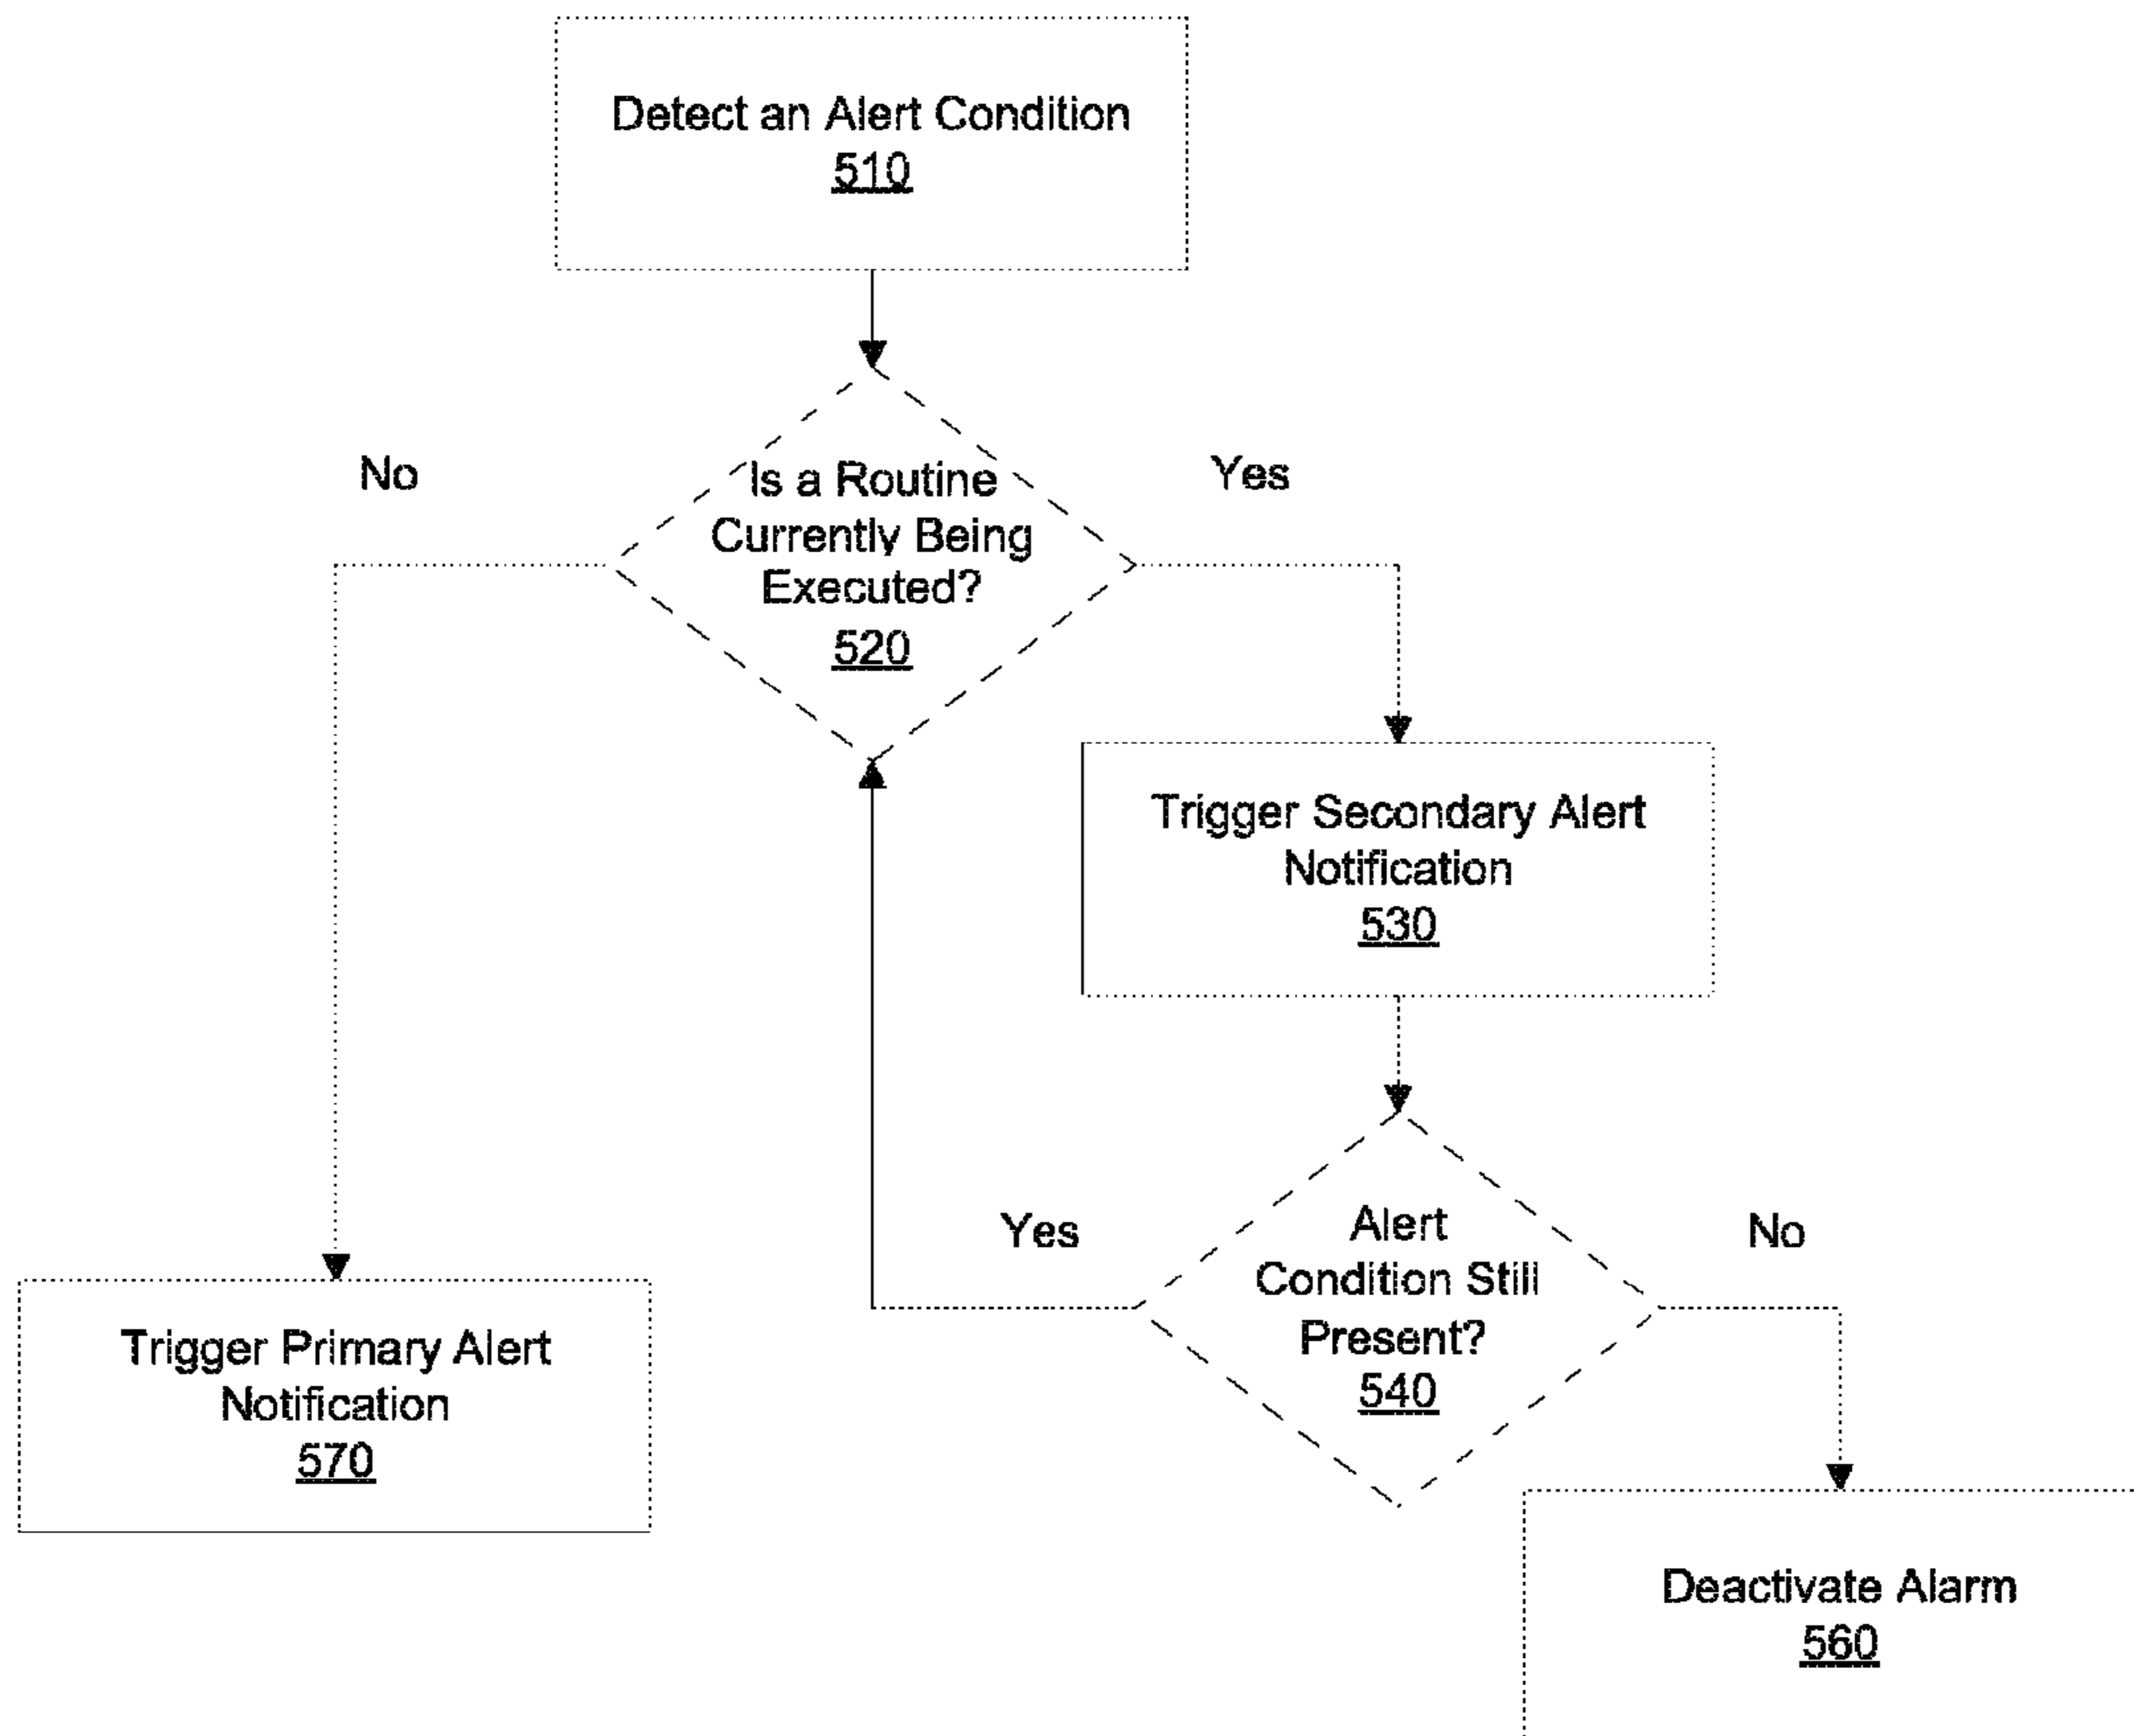 Detect an Alert Condition
510
No
Yes
Is a Routine
Currently Being
Executed?
520
Trigger Secondary Alert
Notification
530
Yes
No
Alert
Condition Still
Present?
540
Trigger Primary Alert
Notification
570
Deactivate Alarm
560